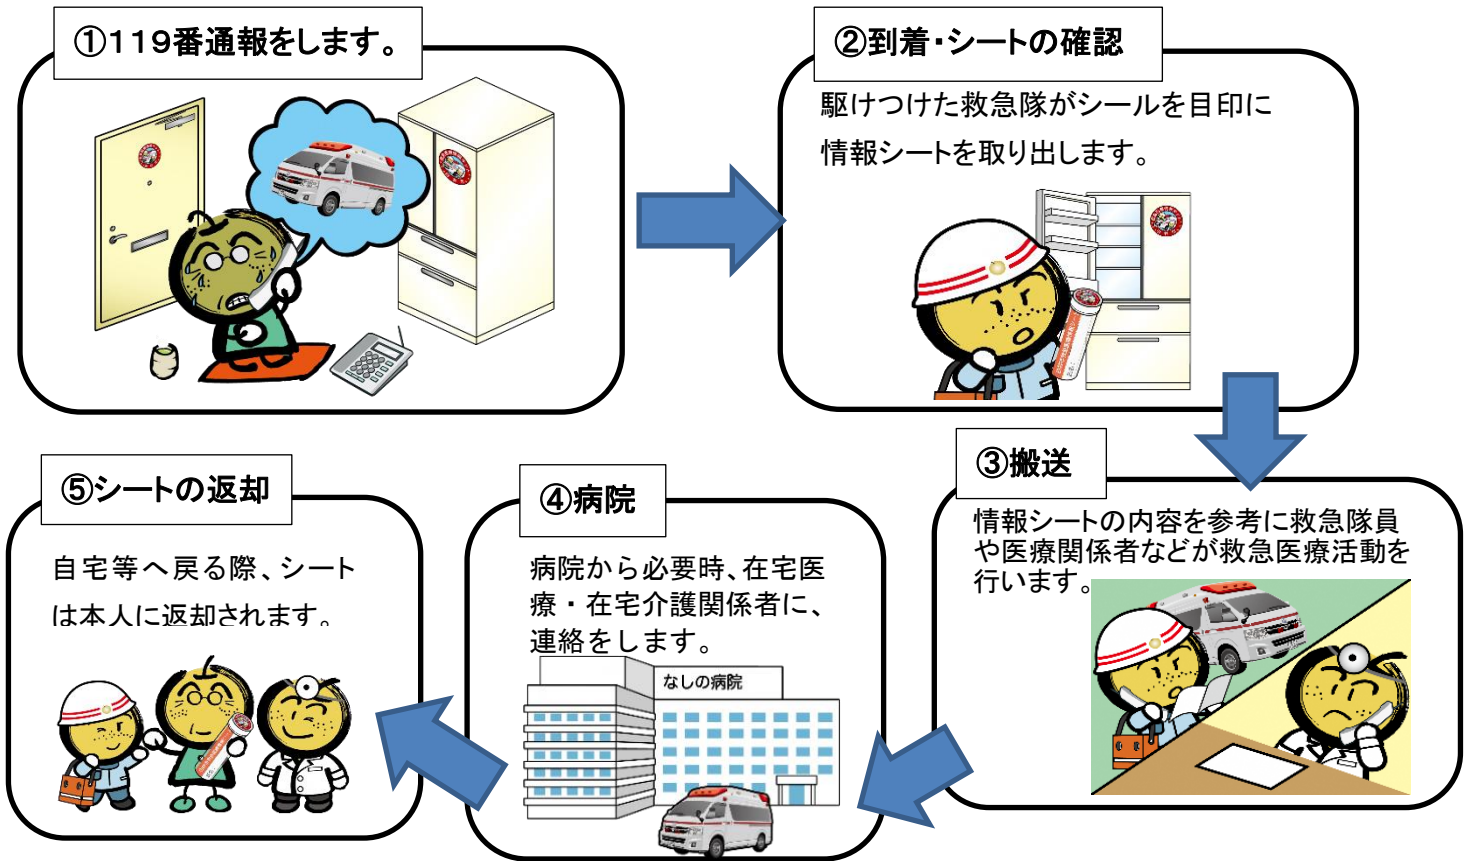 ①119番通報をします。
②到着・シートの確認
駆けつけた救急隊がシールを目印に
情報シートを取り出します。
③搬送
情報シートの内容を参考に救急隊員
や医療関係者などが救急医療活動を
行います。
④病院
病院から必要時、在宅医
療・在宅介護関係者に、
連絡をします。
なしの病院
⑤シートの返却
自宅等へ戻る際、シート
は本人に返却されます。